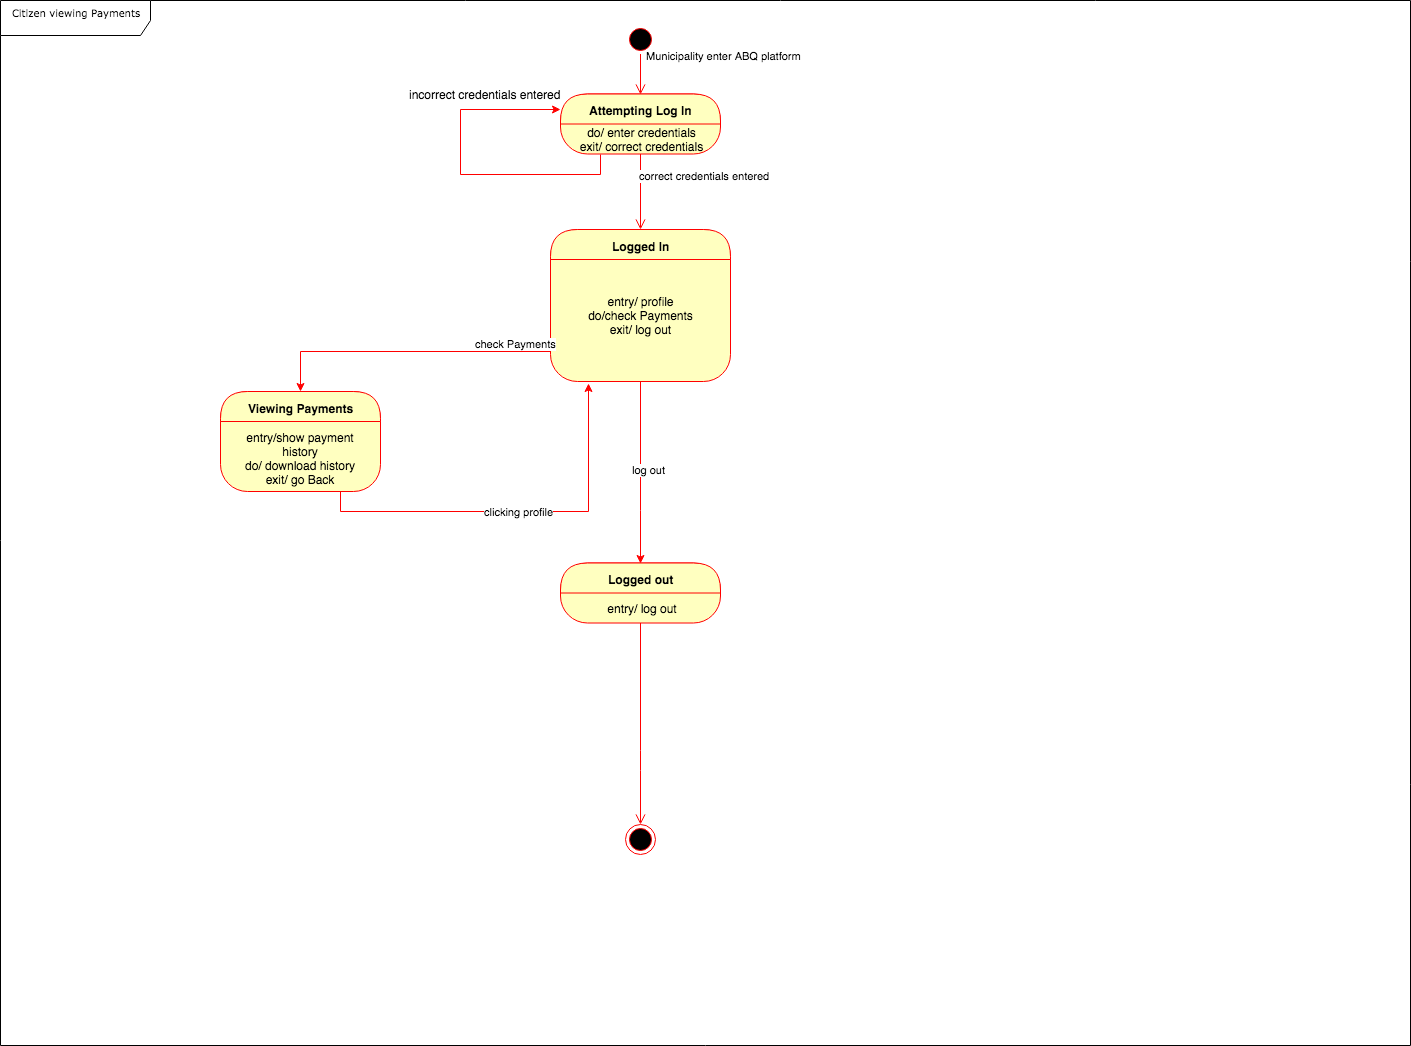 Citizen viewing Payments
Municipality enter ABQ platform
incorrect credentials entered
Attempting Log In
do/ enter credentials
exit/ correct credentials
correct credentials entered
Logged In
entry/ profile
do/check Payments
exit/ log out
check Payments
Viewing Payments
entry/show payment
history
do/ download history
exit/ go Back
log out
clicking profile
Logged out
entry/ log out